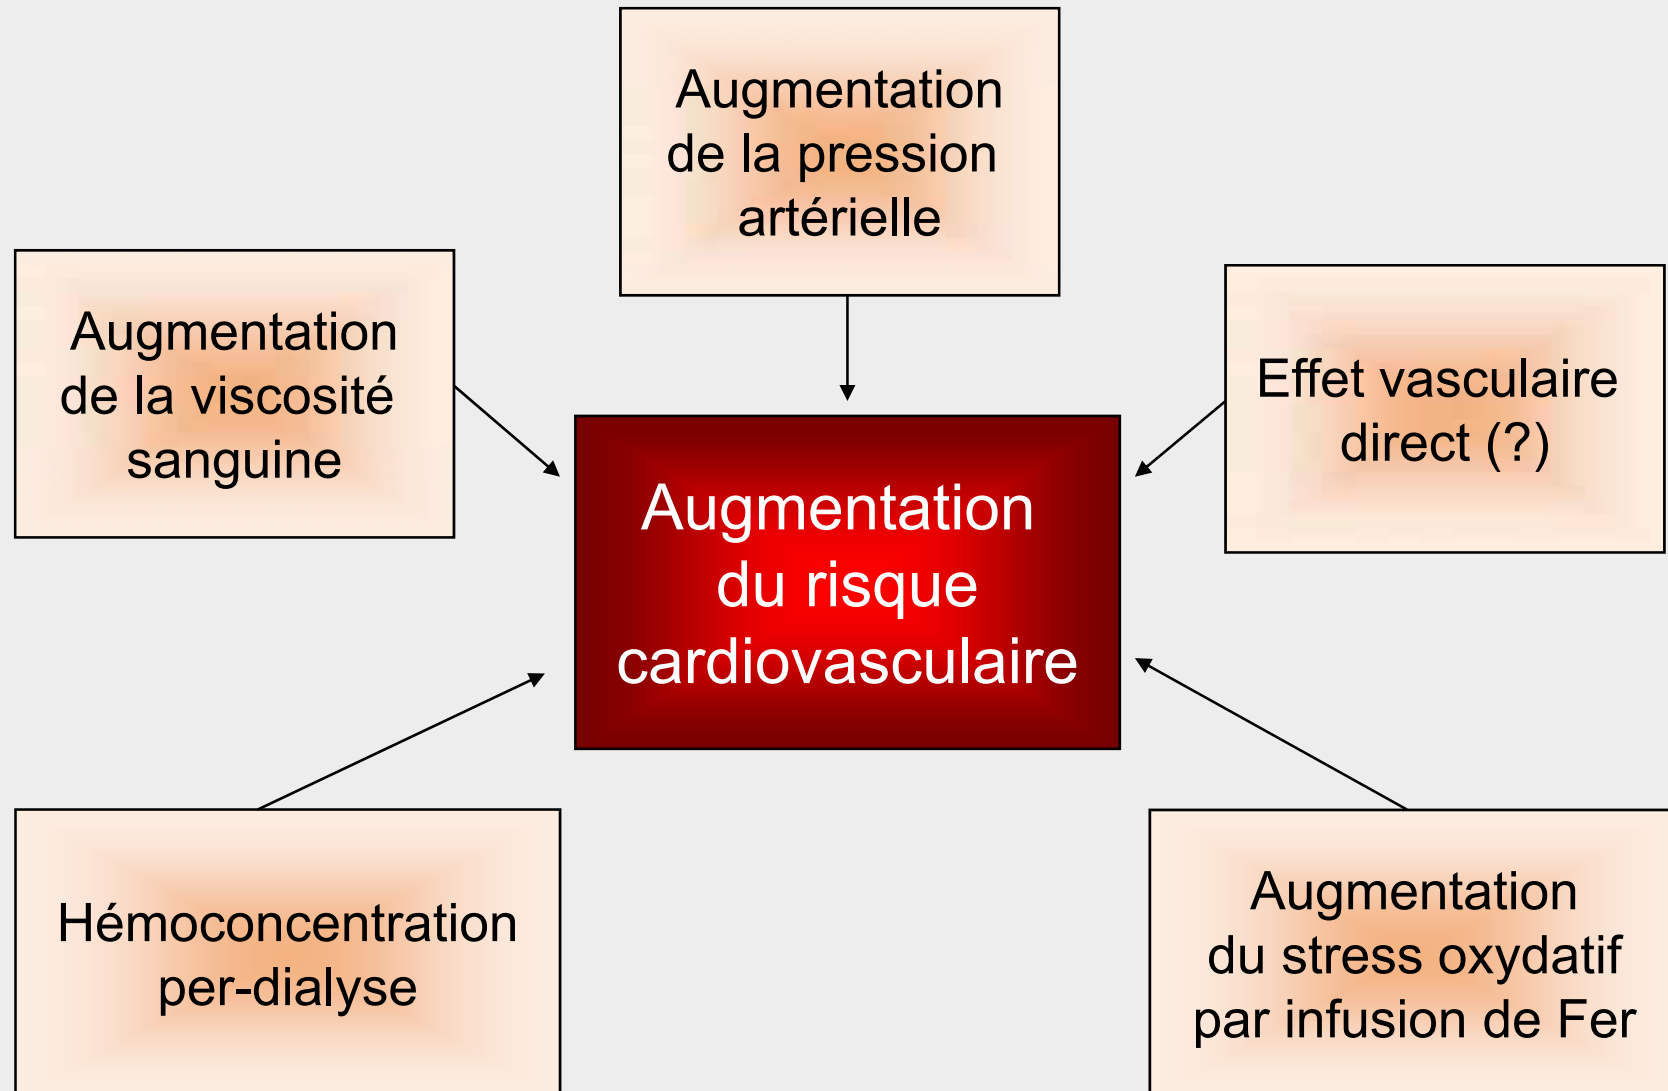 Augmentation
de la pression
artérielle
Augmentation
de la viscosité
sanguine
Effet vasculaire
direct (?)
Augmentation
du risque
cardiovasculaire
Hémoconcentration
per-dialyse
Augmentation
du stress oxydatif
par infusion de Fer